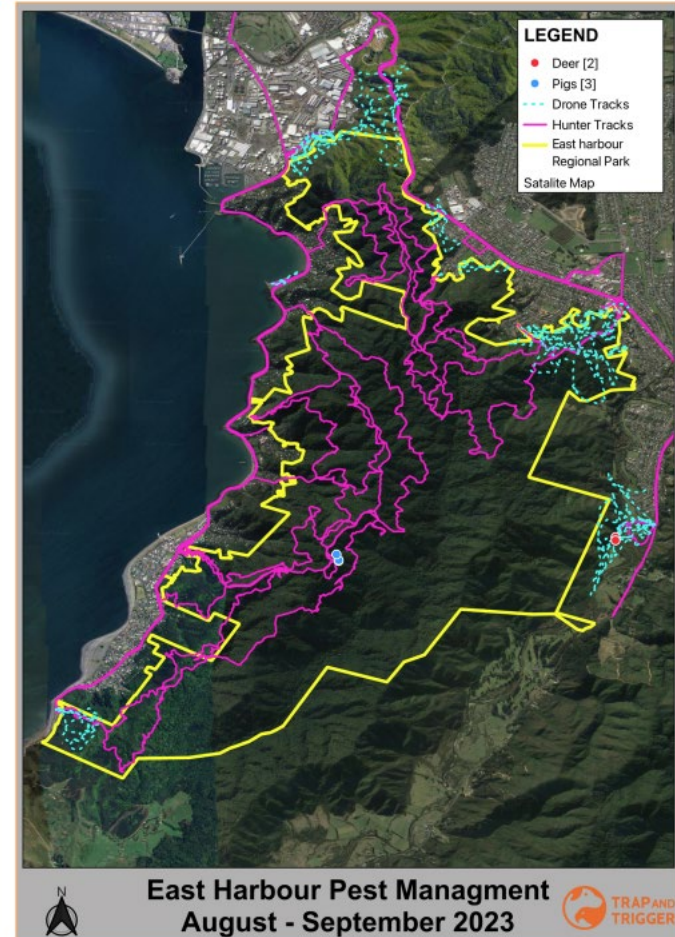 LEGEND
Deer [2]
Pigs [3]
Drone Tracks
Hunter Tracks
East harbour
Regional Park
Satalite Map
N
East Harbour Pest Managment
August - September 2023
TRAP AND
TRIGGER